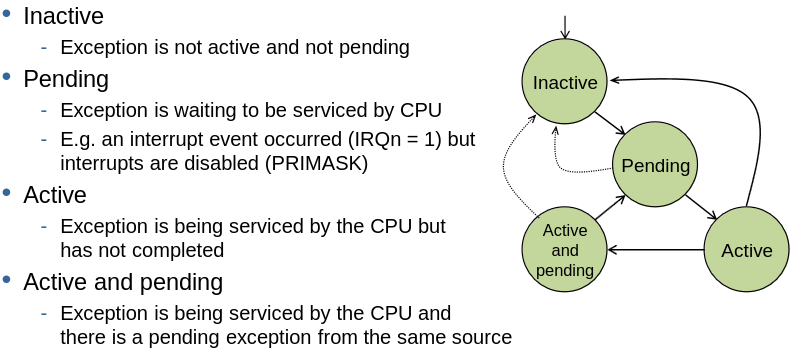 • Inactive
- Exception is not active and not pending
• Pending
- Exception is waiting to be serviced by CPU
- E.g. an interrupt event occurred (IRQn = 1) but
interrupts are disabled (PRIMASK)
• Active
- Exception is being serviced by the CPU but
has not completed
• Active and pending
- Exception is being serviced by the CPU and
there is a pending exception from the same source
Inactive
Pending
Active
and
pending
Active